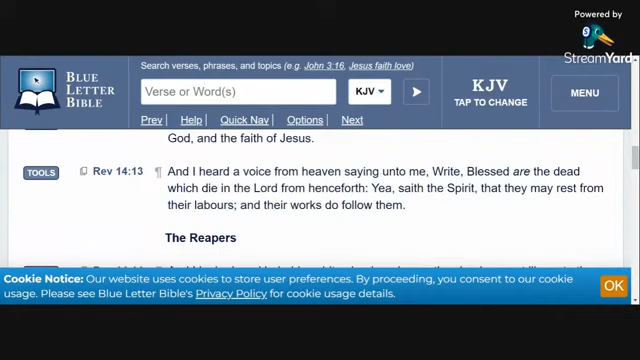 Powered by
StreamYard
Search verses, phrases, and topics (e.g. John 3:16, Jesus faith love)
BLUE
LETTER
BIBLE
Verse or Word(s)
KJV
KJV
TAP TO CHANGE
MENU
Prev | Help | Quick Nav | Options | Next
God, and the faith of Jesus.
TOOLS Rev 14:13 ¶ And I heard a voice from heaven saying unto me, Write, Blessed are the dead
which die in the Lord from henceforth: Yea, saith the Spirit, that they may rest from
their labours; and their works do follow them.
The Reapers
Cookie Notice: Our website uses cookies to store user preferences. By proceeding, you consent to our cookie
usage. Please see Blue Letter Bible's Privacy Policy for cookie usage details.
OK